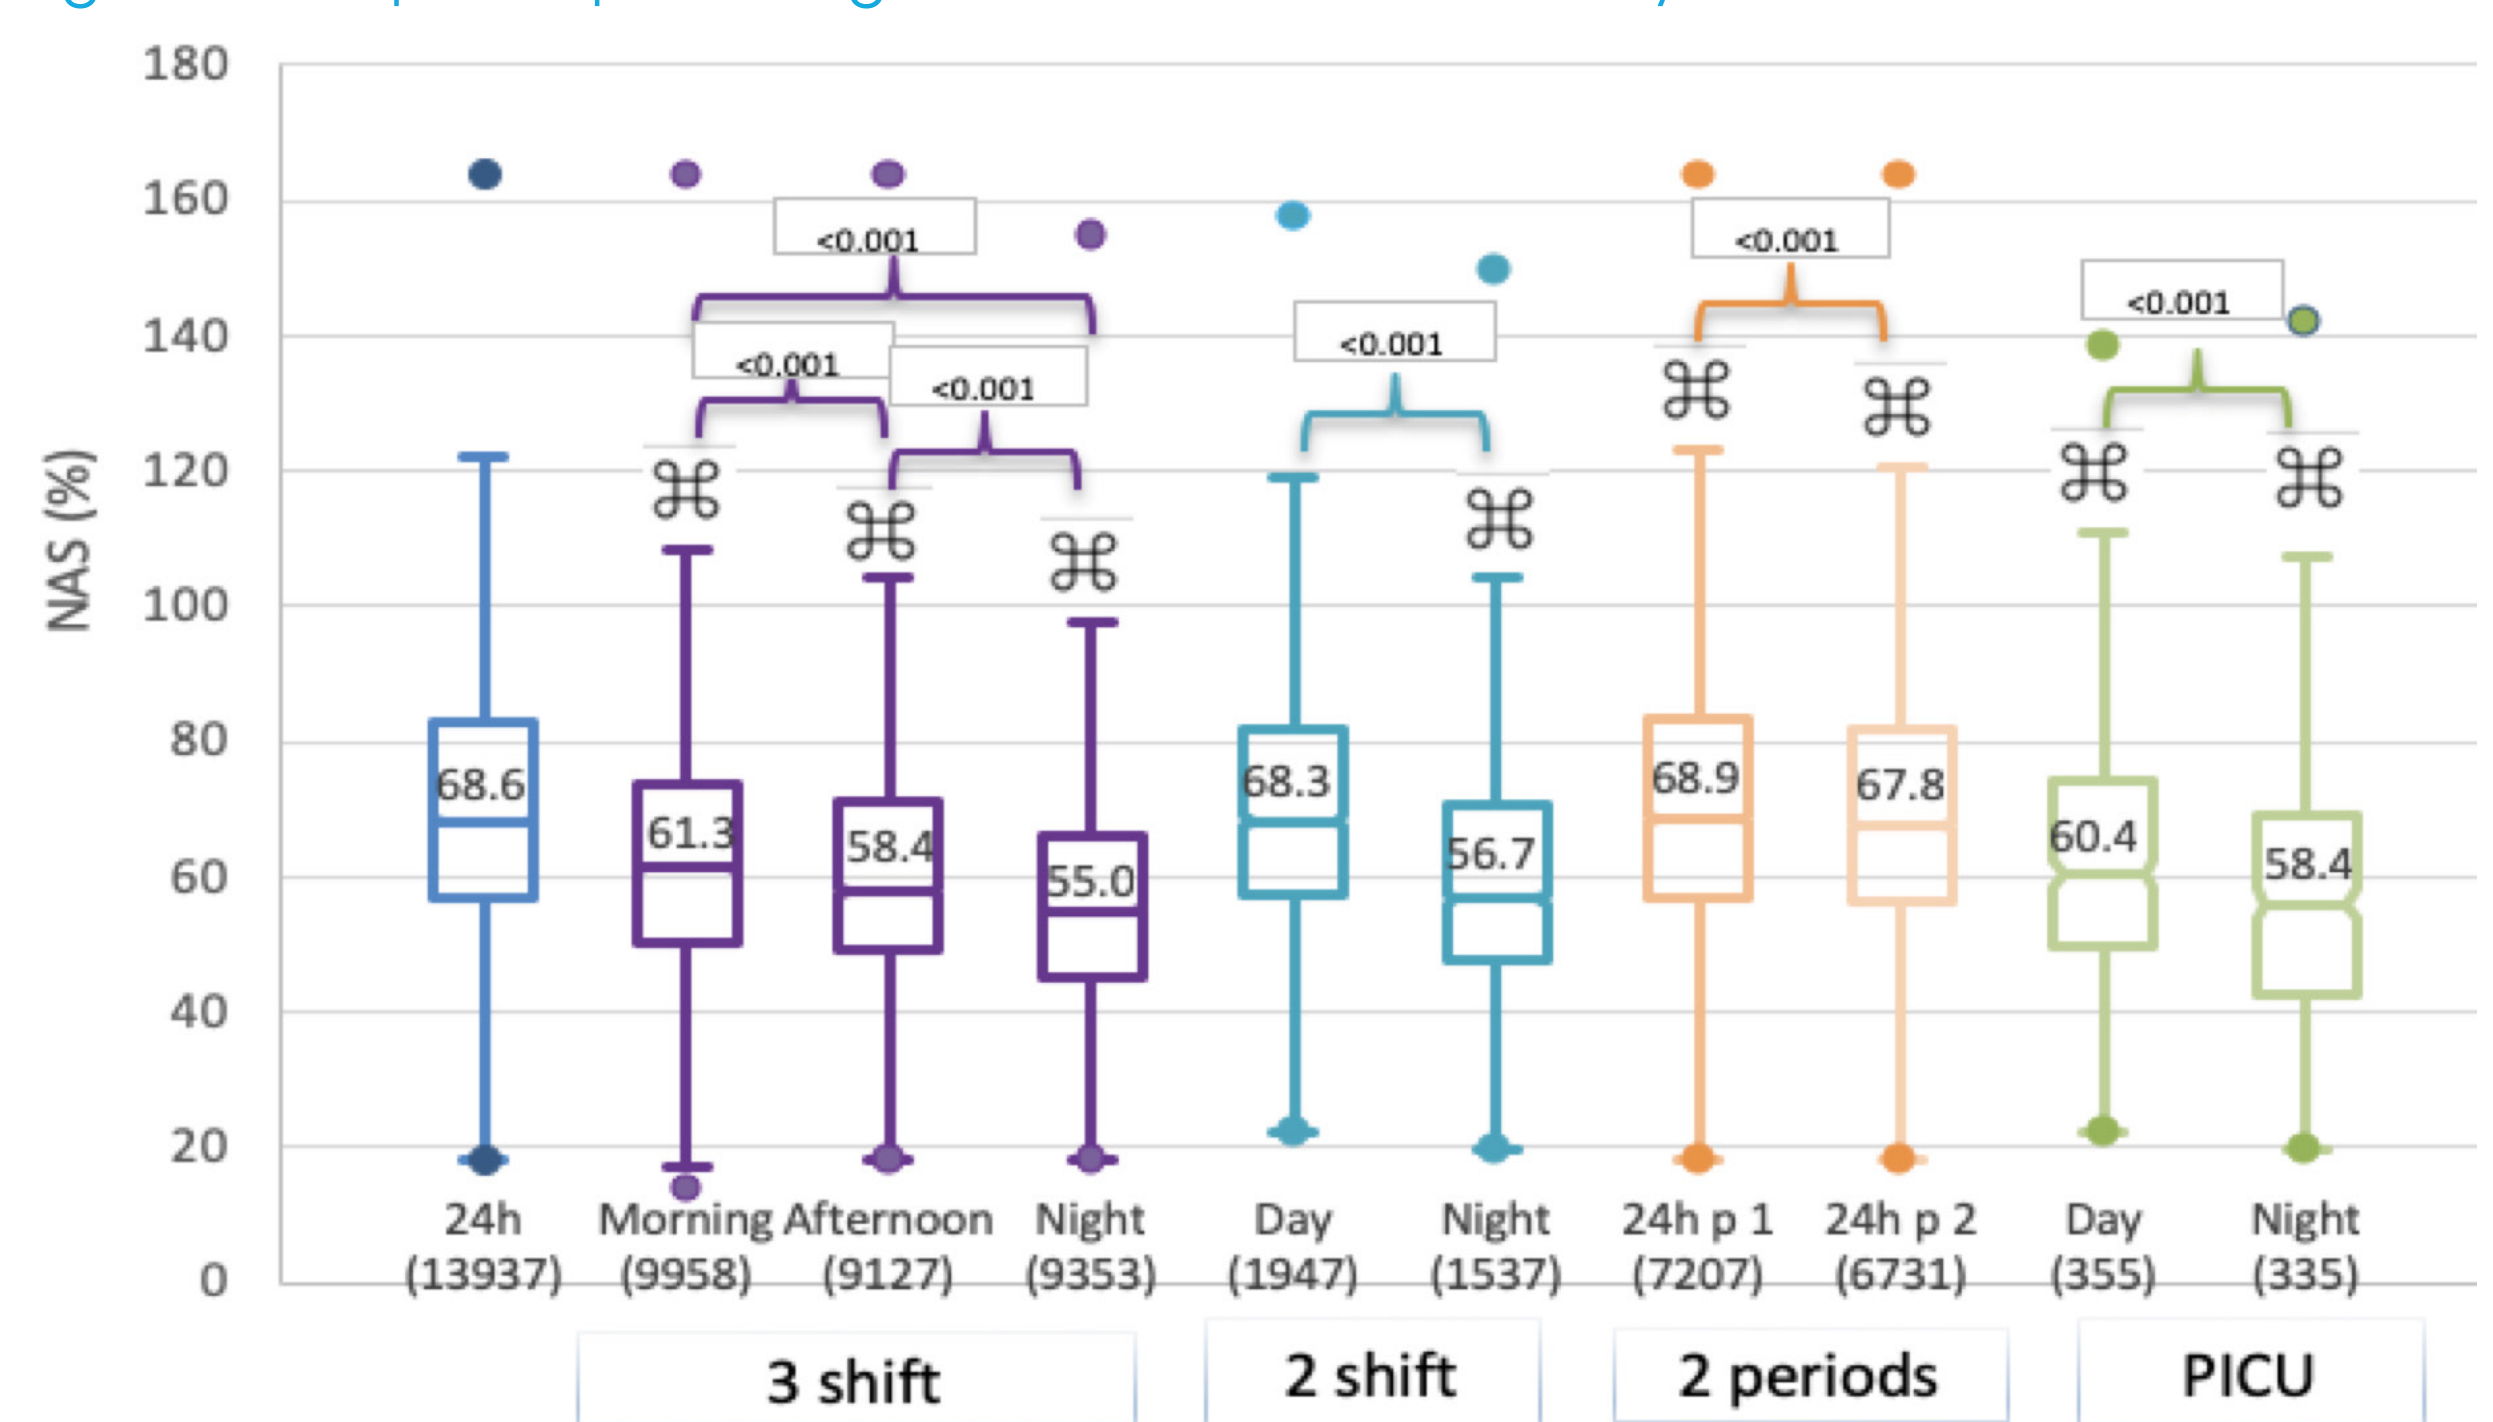 180
160
140
120
100
80
60
40
20
0
NAS (%)
<0.001
<0.001
<0.001
<0.001
<0.001
<0.001
⌘
⌘
⌘
⌘
⌘
⌘
⌘
⌘
68.6
61.3
58.4
55.0
68.3
56.7
68.9
67.8
60.4
58.4
24h
(13937)
Morning
(9958)
Afternoon
(9127)
Night
(9353)
Day
(1947)
Night
(1537)
24h p 1
(7207)
24h p 2
(6731)
Day
(355)
Night
(335)
3 shift
2 shift
2 periods
PICU